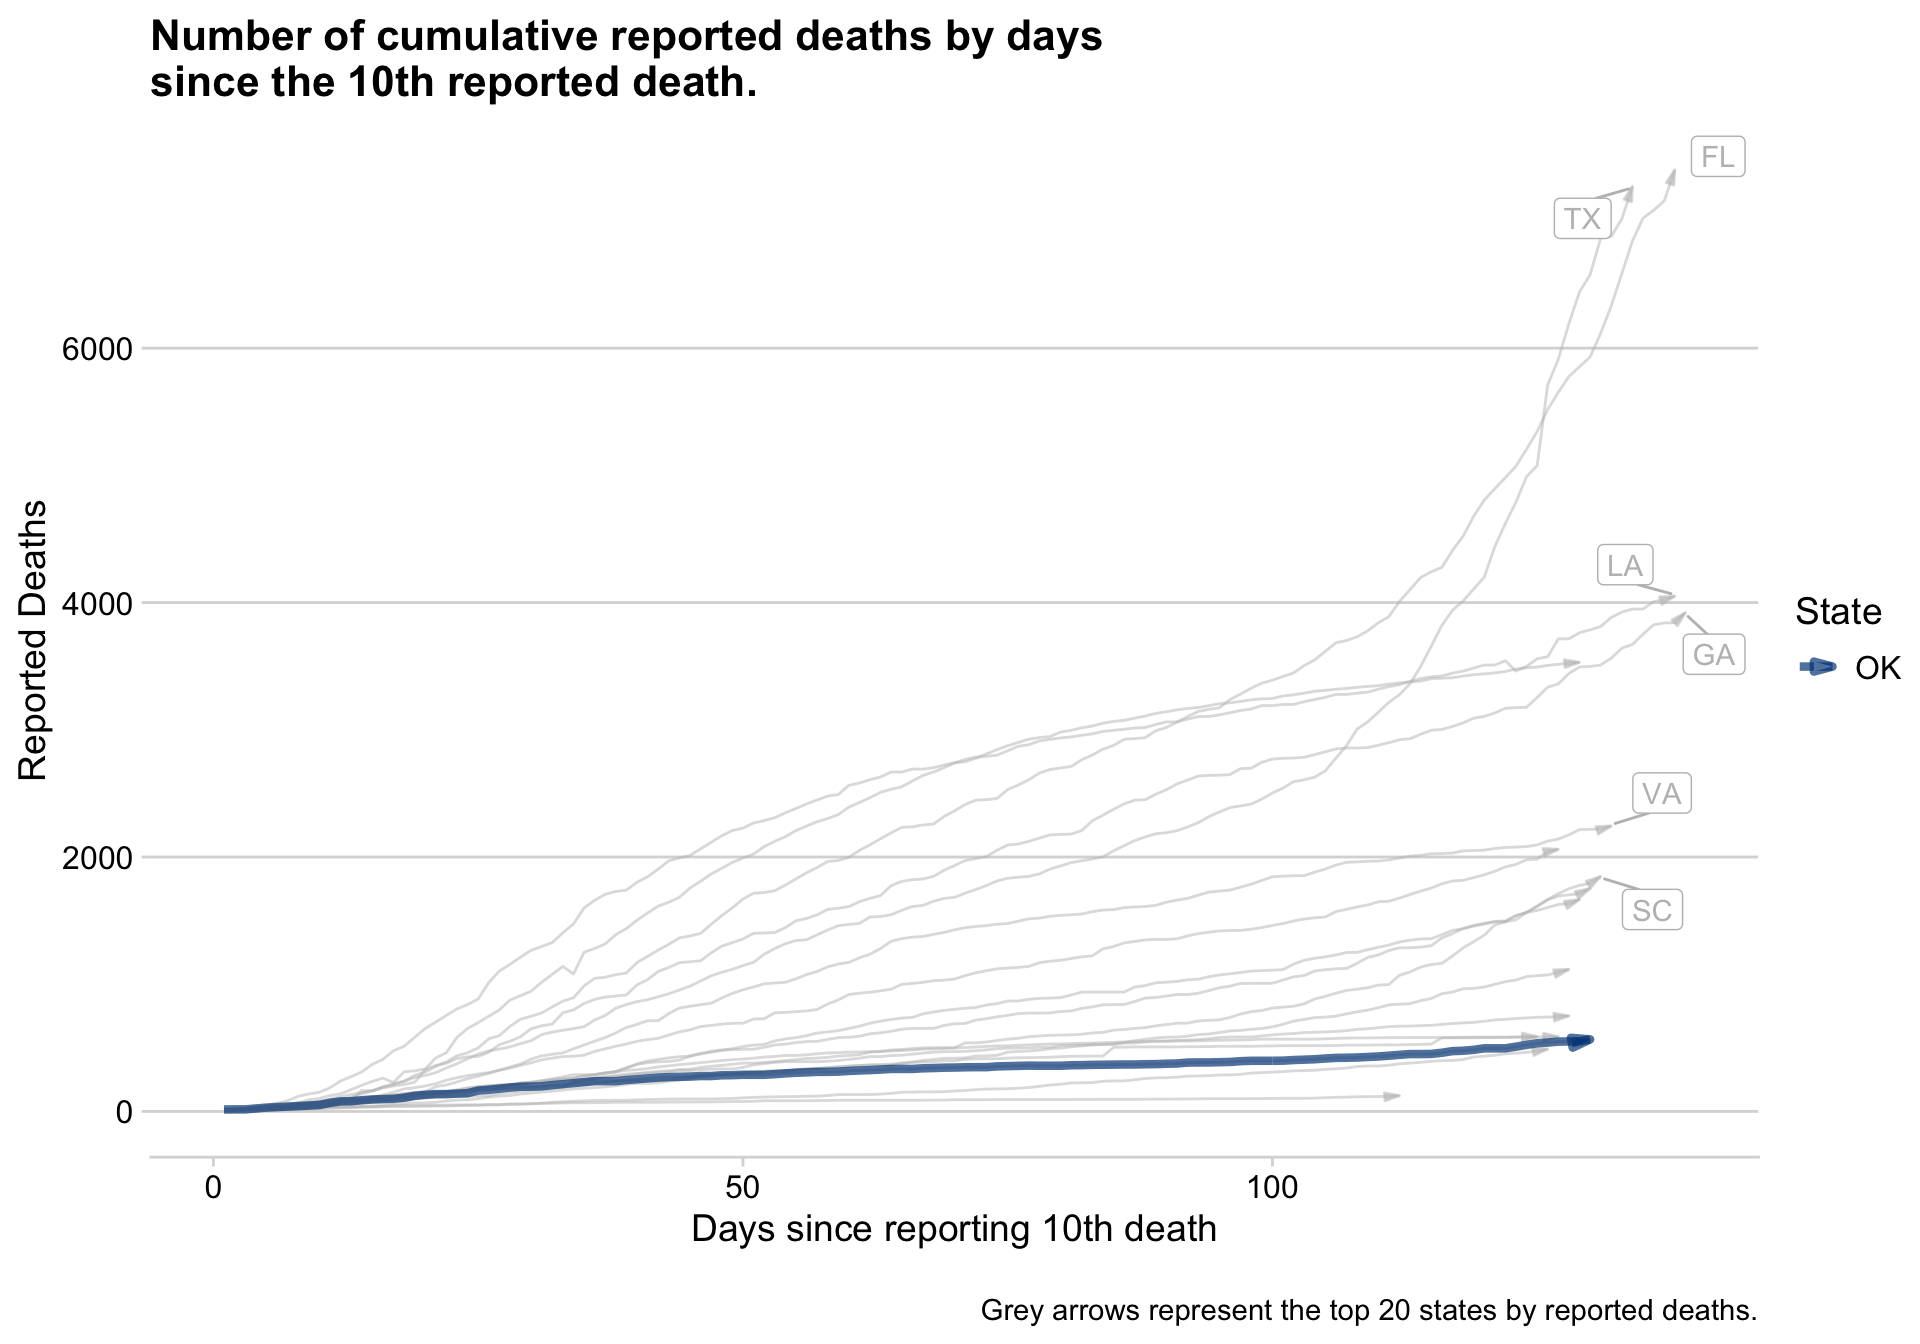 Number of cumulative reported deaths by days
since the 10th reported death.
FL
TX
6000
LA
4000
GA
State
OK
VA
2000
SC
0
Reported Deaths
0 50 100
Days since reporting 10th death
Grey arrows represent the top 20 states by reported deaths.